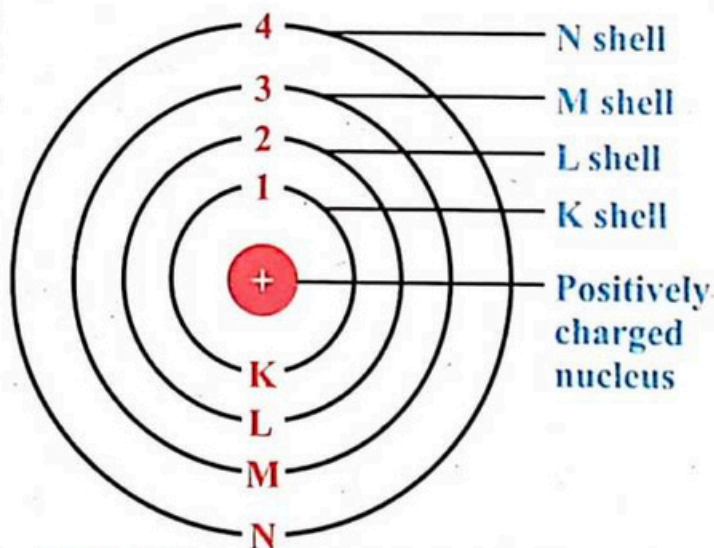 4
N shell
3
M shell
2
L shell
1
K shell
+
Positively
charged
nucleus
K
L
M
N